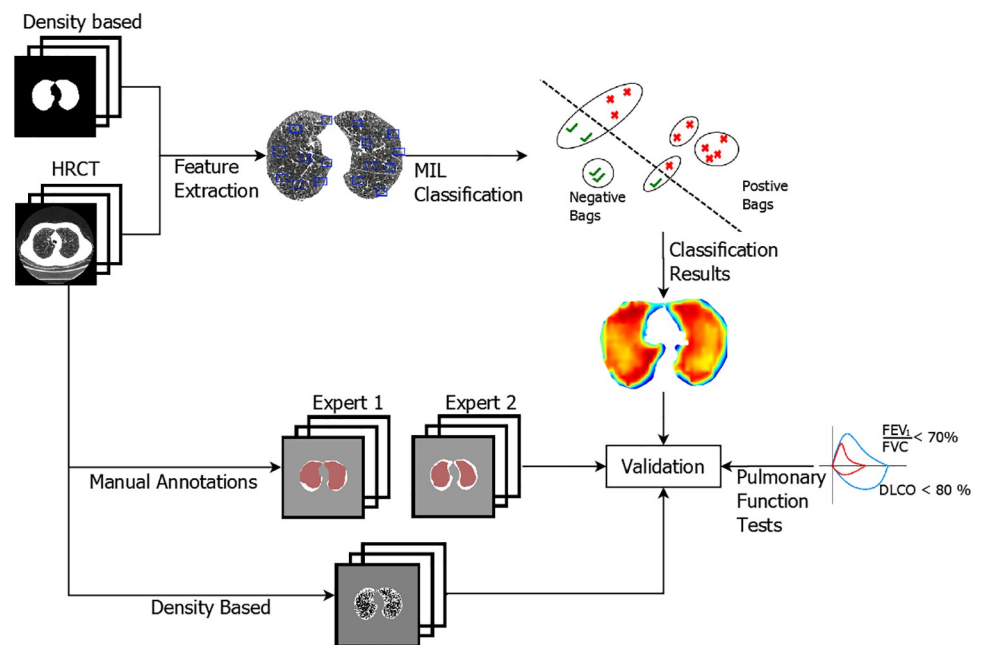 Density based
HRCT
Feature
Extraction
MIL
Classification
Negative
Bags
Postive
Bags
Classification
Results
Expert 1
Expert 2
Manual Annotations
Validation
Pulmonary
Function
Tests
FEV₁
FVC
< 70%
DLCO < 80 %
Density Based